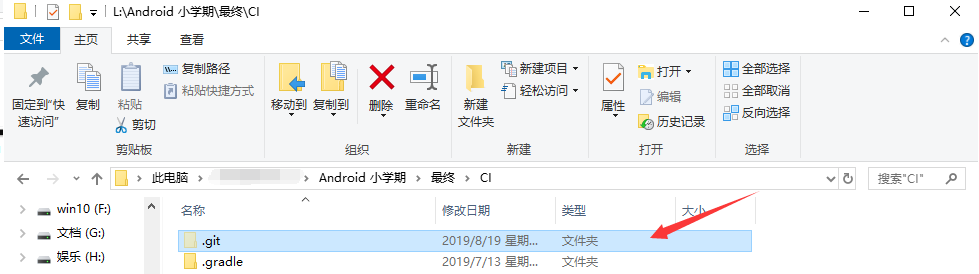 L:\Android 小学期\最终\CI
文件 主页 共享 查看
固定到"快速访问"
复制
粘贴
复制路径
粘贴快捷方式
剪切
剪贴板
移动到 复制到 删除 重命名
组织
新建文件夹
新建项目
轻松访问
新建
属性
打开
编辑
历史记录
打开
全部选择
全部取消
反向选择
选择
此电脑 Android 小学期 最终 CI
搜索"CI"
win10 (F:)
文档 (G:)
娱乐 (H:)
名称 修改日期 类型 大小
.git 2019/8/19 星期... 文件夹
.gradle 2019/7/13 星期... 文件夹